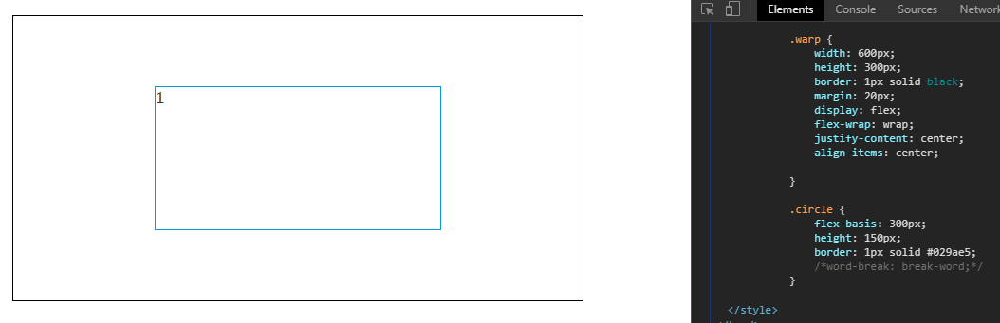 1
Elements Console Sources Network
.warp {
width: 600px;
height: 300px;
border: 1px solid black;
margin: 20px;
display: flex;
flex-wrap: wrap;
justify-content: center;
align-items: center;
}
.circle {
flex-basis: 300px;
height: 150px;
border: 1px solid #029ae5;
/*word-break: break-word;*/
}
</style>